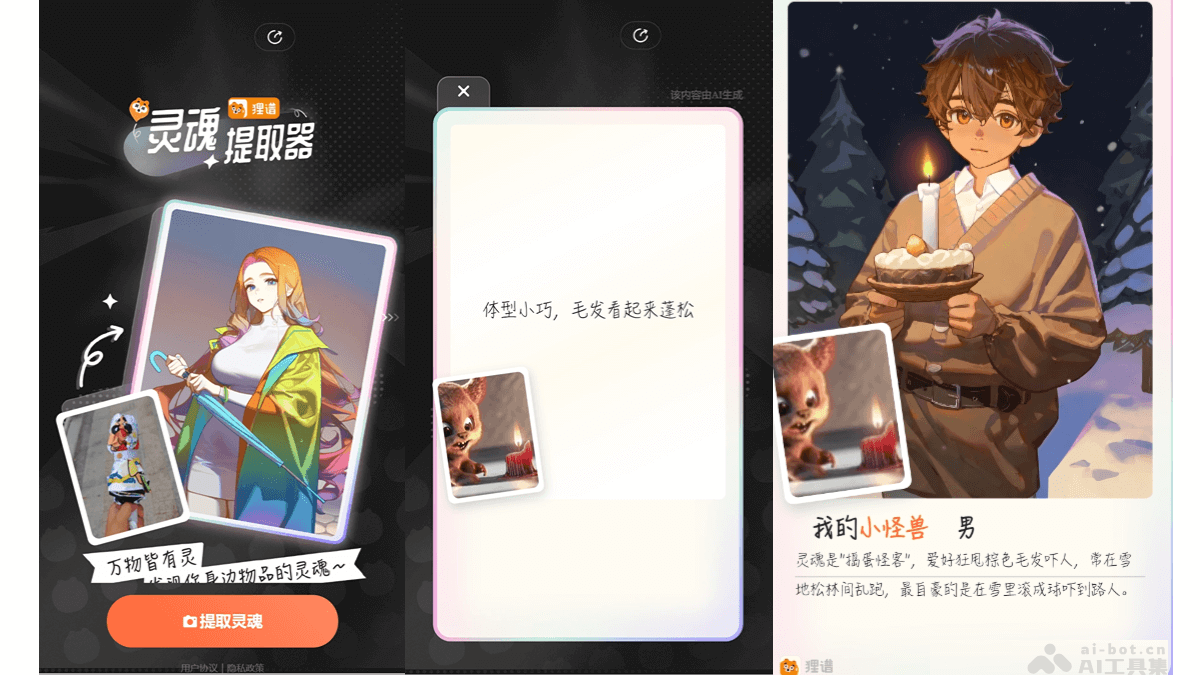 狸谱
灵魂
提取器
万物皆有灵
发现你身边物品的灵魂~
提取灵魂
用户协议 | 隐私政策
该内容由AI生成
体型小巧，毛发看起来蓬松
我的小怪兽 男
灵魂是"捣蛋怪客"，爱好狂甩棕色毛发吓人，常在雪
地松林间乱跑，最自豪的是在雪里滚成球吓到路人。
狸谱
ai-bot.cn
AI工具集